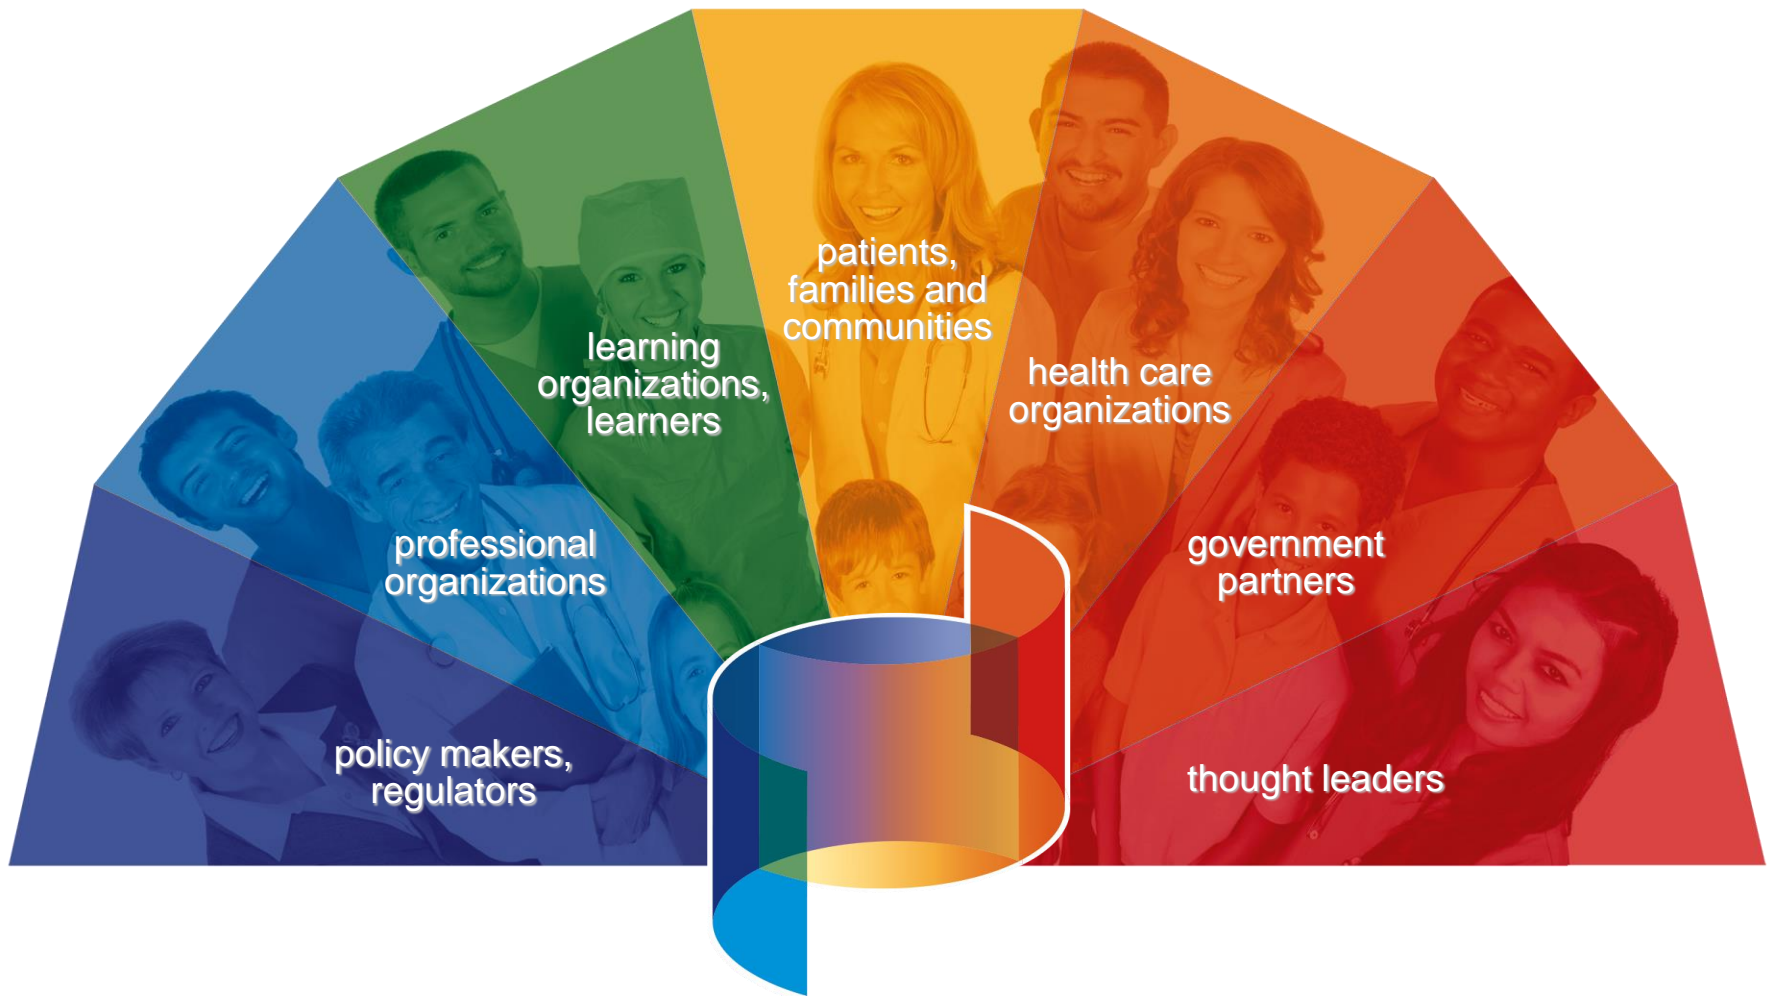 policy makers,
regulators
professional
organizations
learning
organizations,
learners
patients,
families and
communities
health care
organizations
government
partners
thought leaders